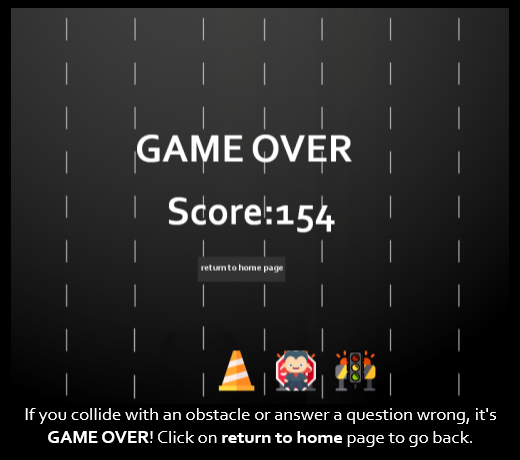 GAME OVER
Score:154
return to home page
If you collide with an obstacle or answer a question wrong, it's
GAME OVER! Click on return to home page to go back.